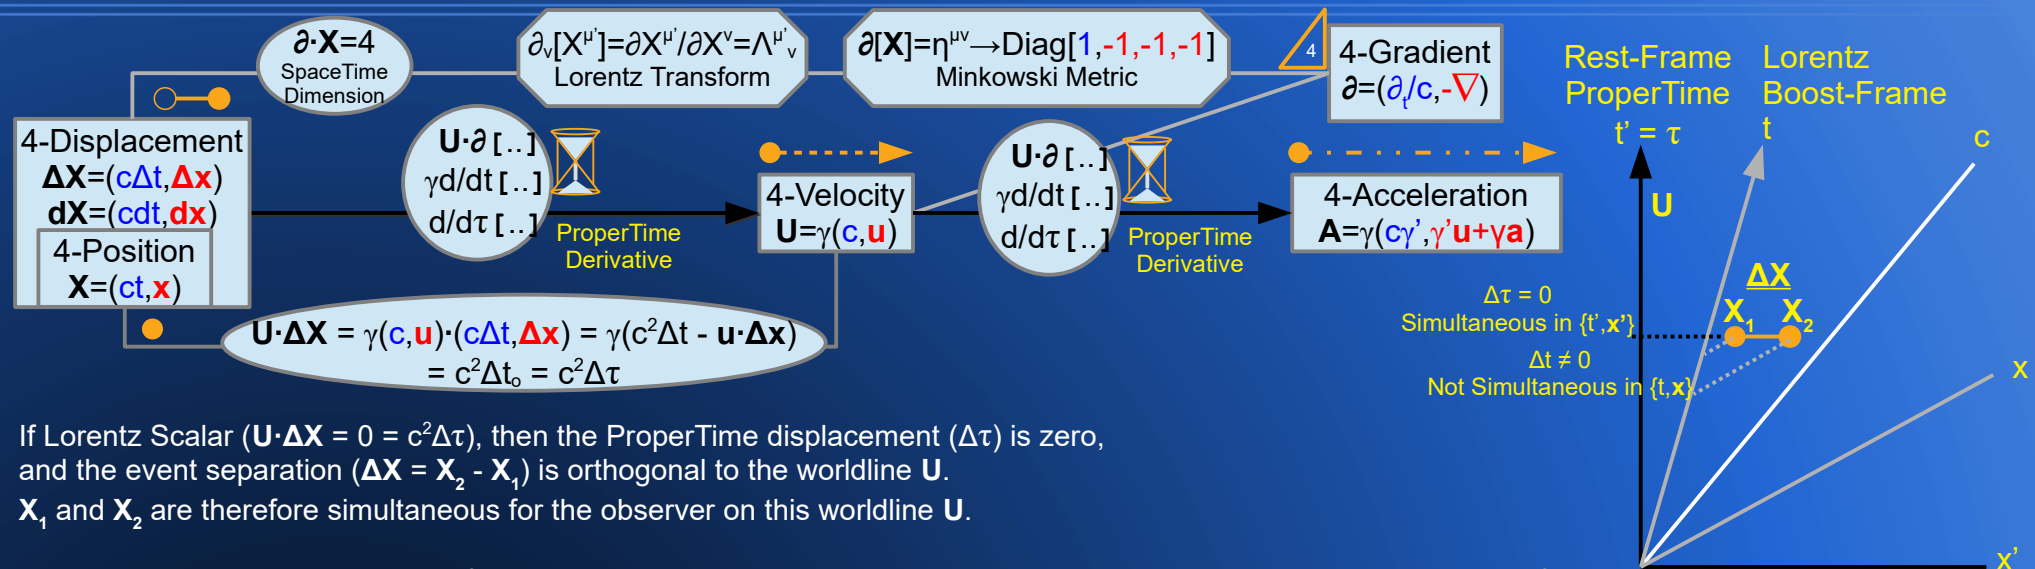 ∂·X=4
SpaceTime
Dimension
∂ν[X^μ']=∂X^μ'/∂X^ν=Λ^μ'ν
Lorentz Transform
∂[X]=η^μν→Diag[1,-1,-1,-1]
Minkowski Metric
4
4-Gradient
∂=(∂t/c,-∇)
4-Displacement
ΔX=(cΔt,Δx)
dX=(cdt,dx)
4-Position
X=(ct,x)
U·∂[..]
γd/dt[..]
d/dτ[..]
ProperTime
Derivative
4-Velocity
U=γ(c,u)
U·∂[..]
γd/dt[..]
d/dτ[..]
ProperTime
Derivative
4-Acceleration
A=γ(cγ’,γ’u+γa)
U·ΔX = γ(c,u)·(cΔt,Δx) = γ(c²Δt - u·Δx)
= c²Δtₒ = c²Δτ
If Lorentz Scalar (U·ΔX = 0 = c²Δτ), then the ProperTime displacement (Δτ) is zero,
and the event separation (ΔX = X₂ - X₁) is orthogonal to the worldline U.
X₁ and X₂ are therefore simultaneous for the observer on this worldline U.
Rest-Frame
ProperTime
t’ = τ
Lorentz
Boost-Frame
t
c
U
ΔX
X₁ X₂
Δτ = 0
Simultaneous in {t’,x’}
Δt ≠ 0
Not Simultaneous in {t,x}
x
x’